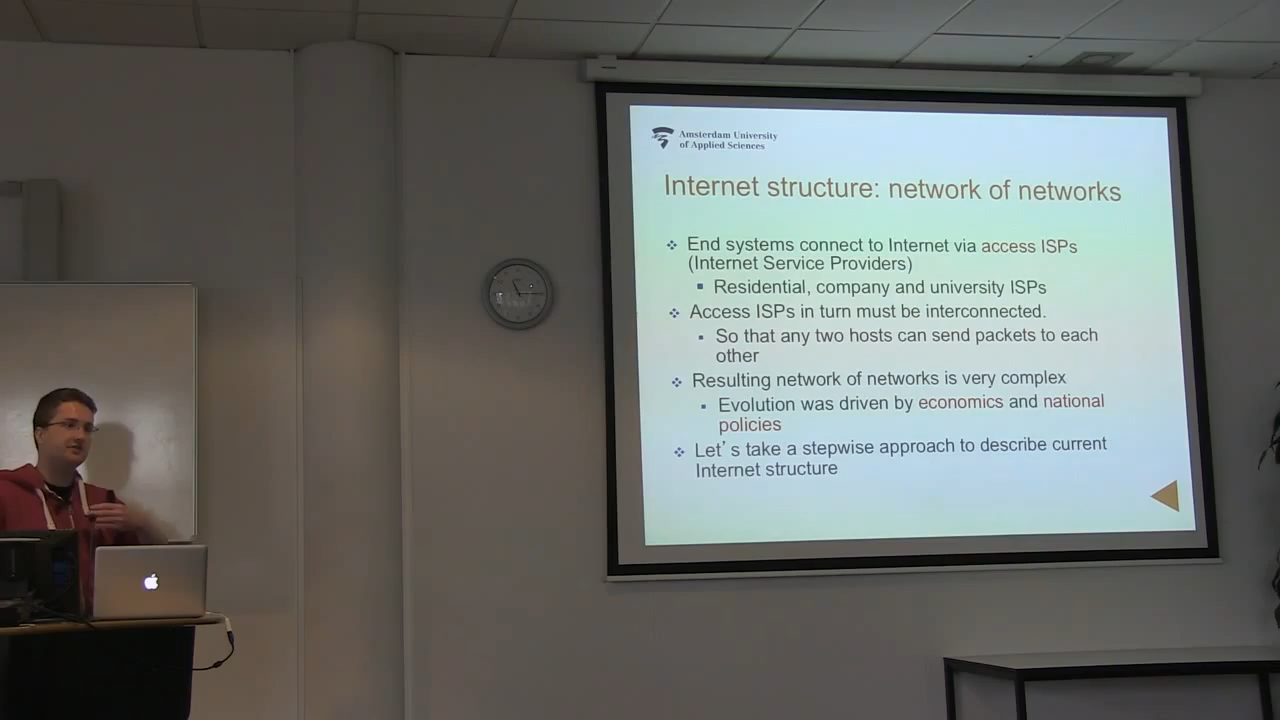 Amsterdam University
of Applied Sciences
Internet structure: network of networks
End systems connect to Internet via access ISPs
(Internet Service Providers)
Residential, company and university ISPs
Access ISPs in turn must be interconnected.
So that any two hosts can send packets to each
other
Resulting network of networks is very complex
Evolution was driven by economics and national
policies
Let’s take a stepwise approach to describe current
Internet structure